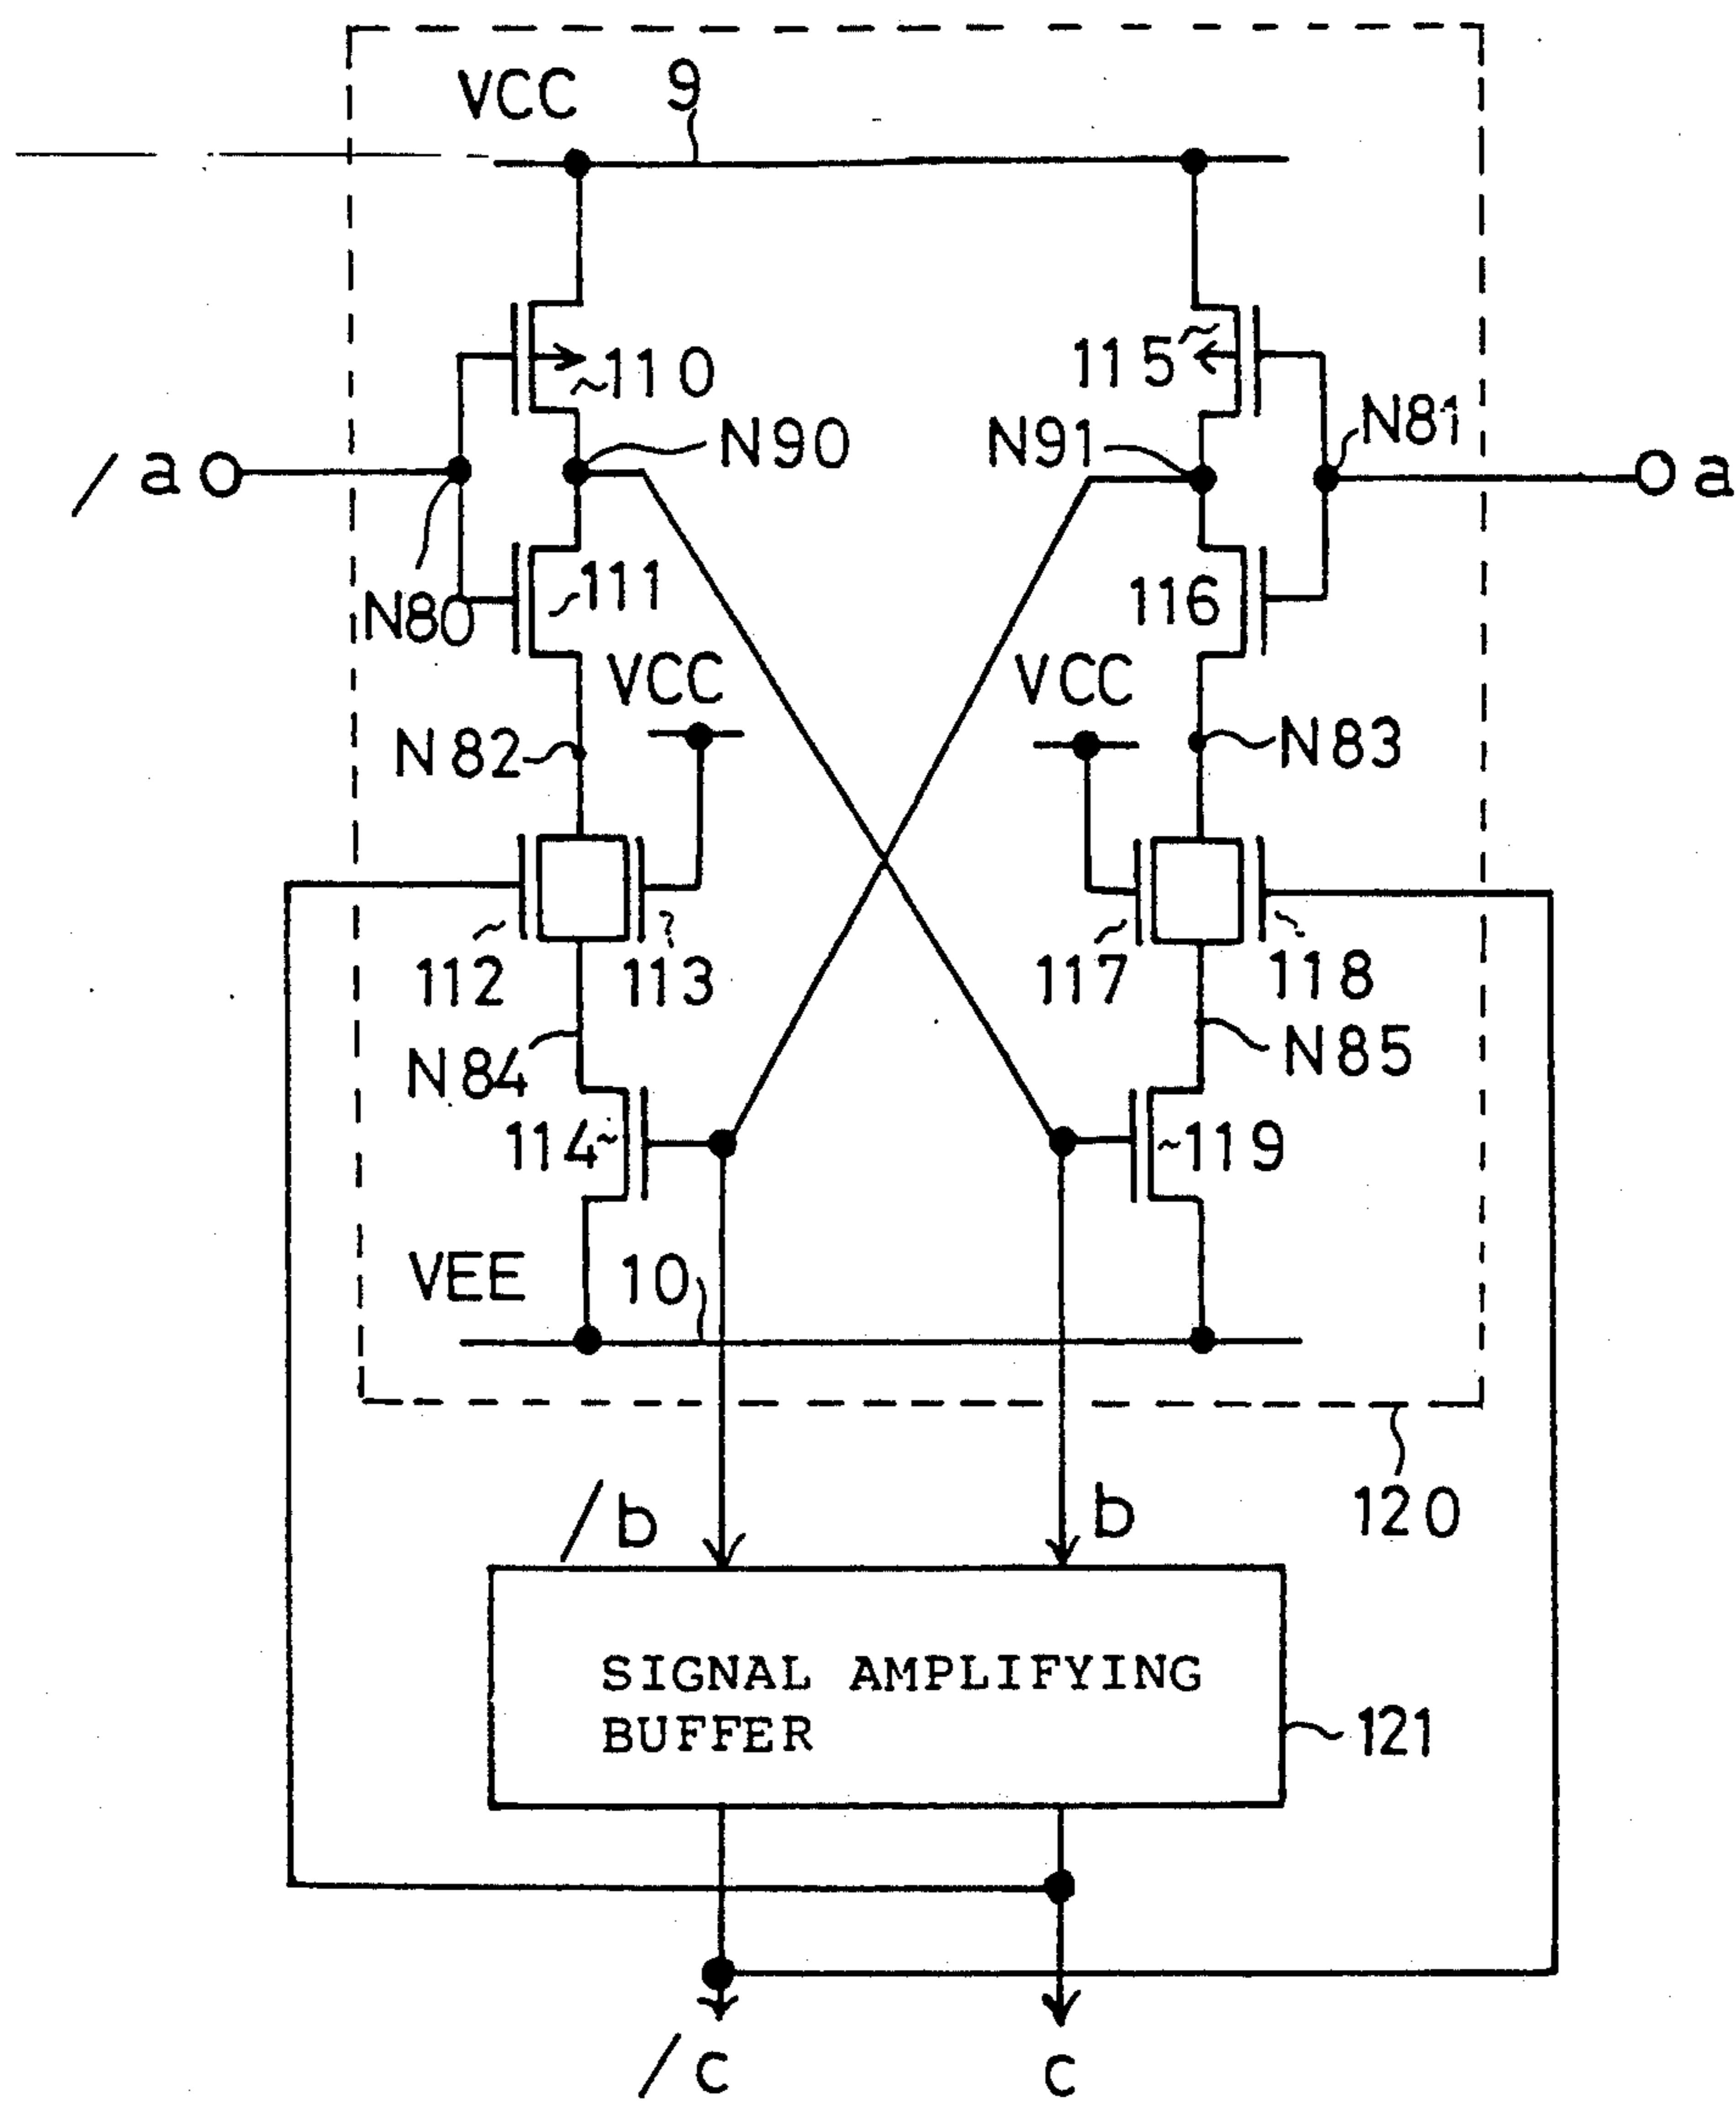 VCC 9
110
115
N90
N91
N81
/a
a
111
116
N80
VCC
VCC
N82
N83
112
113
117
118
N84
N85
114
119
VEE
10
/b
b
120
SIGNAL AMPLIFYING
BUFFER
121
/c
c